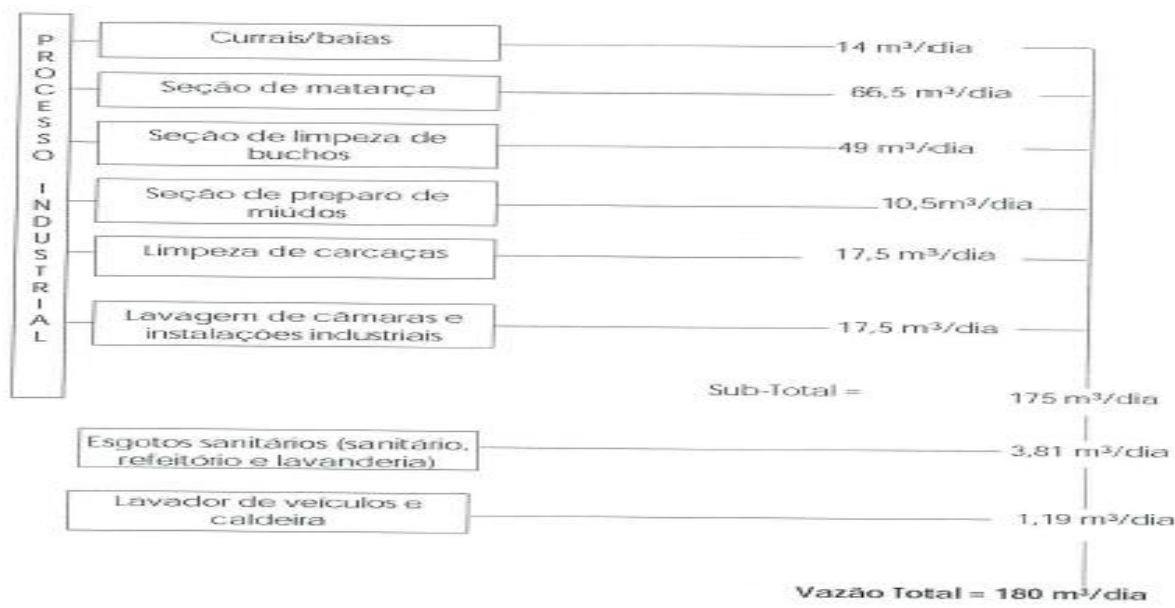 PROCESSO INDUSTRIAL
Currais/baias
14 m³/dia
Seção de matança
66,5 m³/dia
Seção de limpeza de
buchos
49 m³/dia
Seção de preparo de
miúdos
10,5m³/dia
Limpeza de carcaças
17,5 m³/dia
Lavagem de câmaras e
instalações industriais
17,5 m³/dia
Sub-Total =
175 m³/dia
Esgotos sanitários (sanitário,
refeitório e lavanderia)
3,81 m³/dia
Lavador de veículos e
caldeira
1,19 m³/dia
Vazão Total = 180 m³/dia